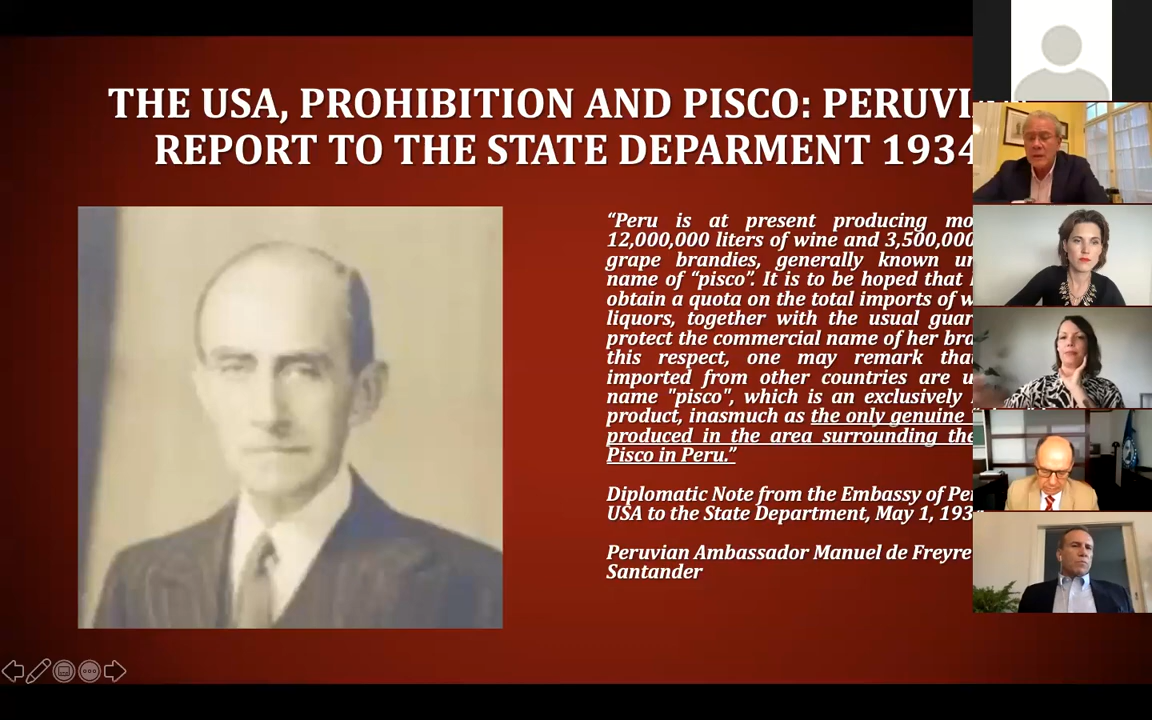 THE USA, PROHIBITION AND PISCO: PERUVI
REPORT TO THE STATE DEPARMENT 1934
“Peru is at present producing mo
12,000,000 liters of wine and 3,500,000
grape brandies, generally known un
name of “pisco”. It is to be hoped that
obtain a quota on the total imports of w
liquors, together with the usual guar
protect the commercial name of her bra
this respect, one may remark tha
imported from other countries are u
name "pisco", which is an exclusively
product, inasmuch as the only genuine “
produced in the area surrounding the
Pisco in Peru.”
Diplomatic Note from the Embassy of Pe
USA to the State Department, May 1, 193
Peruvian Ambassador Manuel de Freyre
Santander